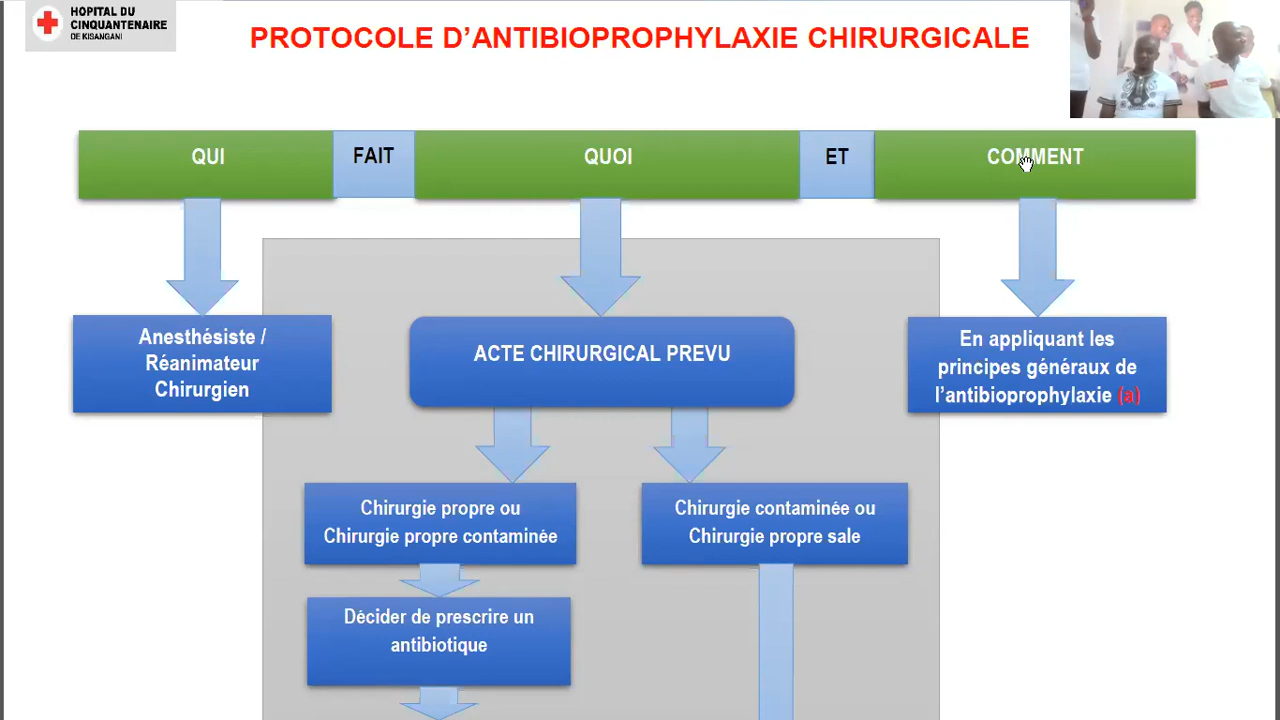 HOPITAL DU
CINQUANTENAIRE
DE KISANGANI
PROTOCOLE D’ANTIBIOPROPHYLAXIE CHIRURGICALE
QUI
FAIT
QUOI
ET
COMMENT
Anesthésiste /
Réanimateur
Chirurgien
ACTE CHIRURGICAL PREVU
En appliquant les
principes généraux de
l’antibioprophylaxie (a)
Chirurgie propre ou
Chirurgie propre contaminée
Chirurgie contaminée ou
Chirurgie propre sale
Décider de prescrire un
antibiotique